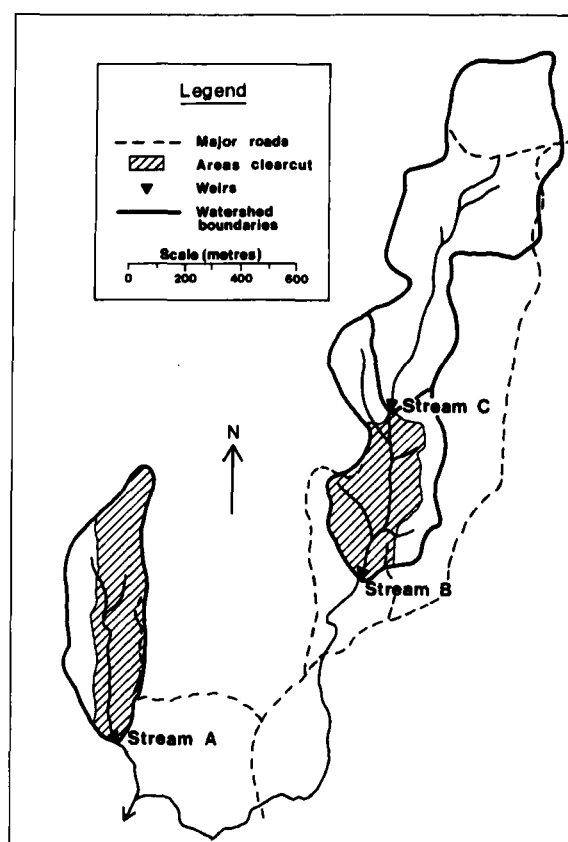 Legend
Major roads
Areas clearcut
Weirs
Watershed
boundaries
Scale (metres)
0 200 400 600
Stream C
N
Stream B
Stream A